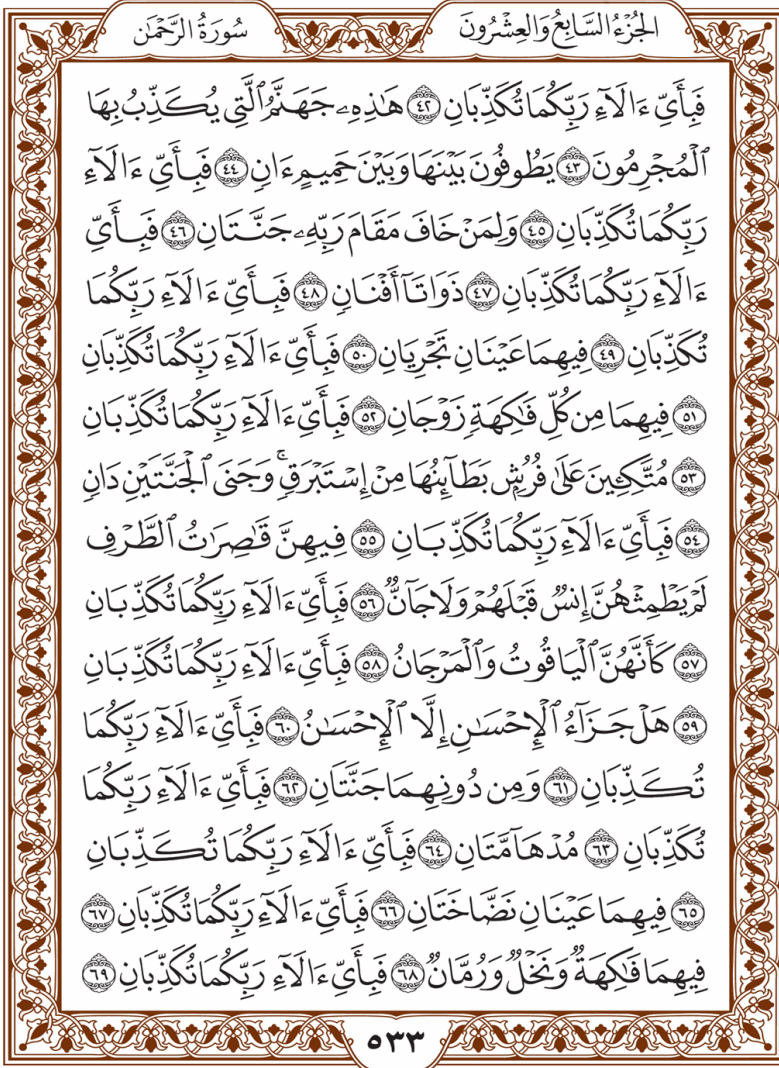 سُورَةُ الرَّحْمَٰن
الجُزْءُ السَّابِعُ وَالعِشْرُونَ
فَبِأَيِّ ءَالَآءِ رَبِّكُمَا تُكَذِّبَانِ ٤٢ هَٰذِهِۦ جَهَنَّمُ ٱلَّتِي يُكَذِّبُ بِهَا
ٱلْمُجْرِمُونَ ٤٣ يَطُوفُونَ بَيْنَهَا وَبَيْنَ حَمِيمٍ ءَانٖ ٤٤ فَبِأَيِّ ءَالَآءِ
رَبِّكُمَا تُكَذِّبَانِ ٤٥ وَلِمَنْ خَافَ مَقَامَ رَبِّهِۦ جَنَّتَانِ ٤٦ فَبِأَيِّ
ءَالَآءِ رَبِّكُمَا تُكَذِّبَانِ ٤٧ ذَوَاتَآ أَفْنَانٖ ٤٨ فَبِأَيِّ ءَالَآءِ رَبِّكُمَا
تُكَذِّبَانِ ٤٩ فِيهِمَا عَيْنَانِ تَجْرِيَانِ ٥٠ فَبِأَيِّ ءَالَآءِ رَبِّكُمَا تُكَذِّبَانِ
٥١ فِيهِمَا مِن كُلِّ فَٰكِهَةٖ زَوْجَانِ ٥٢ فَبِأَيِّ ءَالَآءِ رَبِّكُمَا تُكَذِّبَانِ
٥٣ مُتَّكِـِٔينَ عَلَىٰ فُرُشِۭ بَطَآئِنُهَا مِنْ إِسْتَبْرَقٖۚ وَجَنَى ٱلْجَنَّتَيْنِ دَانٖ
٥٤ فَبِأَيِّ ءَالَآءِ رَبِّكُمَا تُكَذِّبَانِ ٥٥ فِيهِنَّ قَٰصِرَٰتُ ٱلطَّرْفِ
لَمْ يَطْمِثْهُنَّ إِنسٞ قَبْلَهُمْ وَلَا جَآنّٞ ٥٦ فَبِأَيِّ ءَالَآءِ رَبِّكُمَا تُكَذِّبَانِ
٥٧ كَأَنَّهُنَّ ٱلْيَاقُوتُ وَٱلْمَرْجَانُ ٥٨ فَبِأَيِّ ءَالَآءِ رَبِّكُمَا تُكَذِّبَانِ
٥٩ هَلْ جَزَآءُ ٱلْإِحْسَٰنِ إِلَّا ٱلْإِحْسَٰنُ ٦٠ فَبِأَيِّ ءَالَآءِ رَبِّكُمَا
تُكَذِّبَانِ ٦١ وَمِن دُونِهِمَا جَنَّتَانِ ٦٢ فَبِأَيِّ ءَالَآءِ رَبِّكُمَا
تُكَذِّبَانِ ٦٣ مُدْهَآمَّتَانِ ٦٤ فَبِأَيِّ ءَالَآءِ رَبِّكُمَا تُكَذِّبَانِ
٦٥ فِيهِمَا عَيْنَانِ نَضَّاخَتَانِ ٦٦ فَبِأَيِّ ءَالَآءِ رَبِّكُمَا تُكَذِّبَانِ ٦٧
فِيهِمَا فَٰكِهَةٞ وَنَخْلٞ وَرُمَّانٞ ٦٨ فَبِأَيِّ ءَالَآءِ رَبِّكُمَا تُكَذِّبَانِ ٦٩
٥٣٣